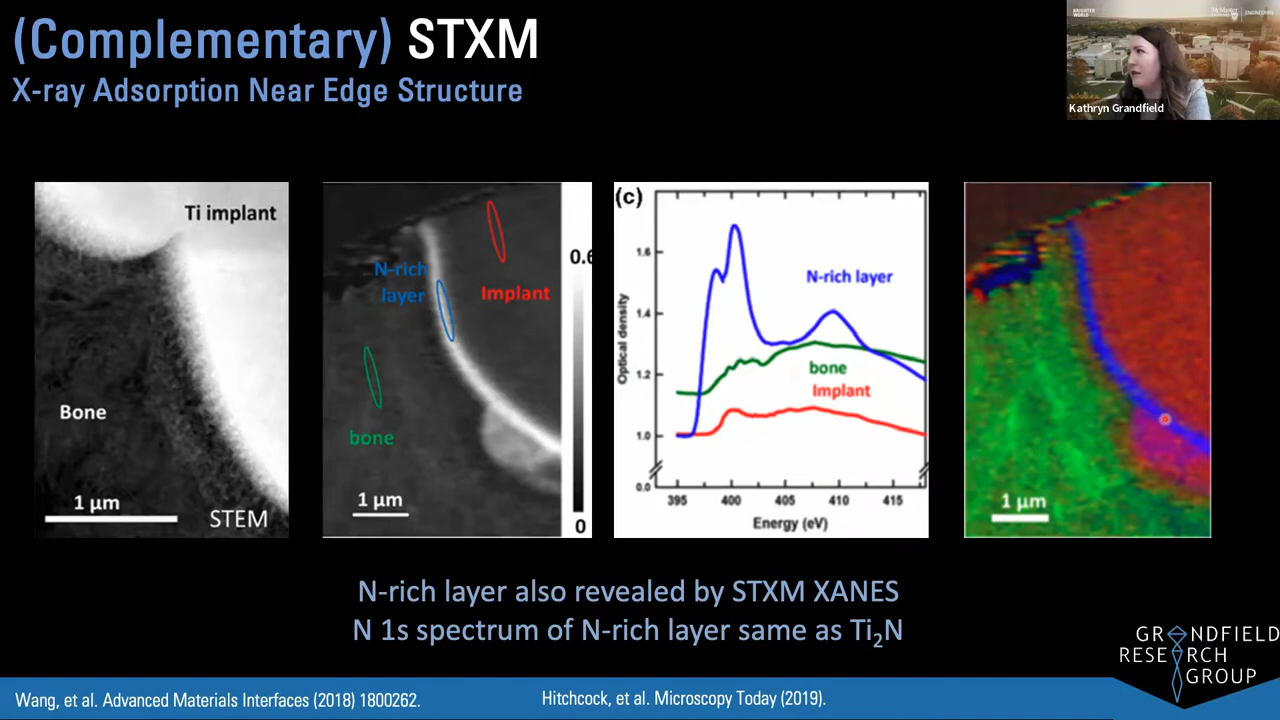 (Complementary) STXM
X-ray Adsorption Near Edge Structure
BRIGHTER
WORLD
ENGINEERING
Kathryn Grandfield
Ti implant
Bone
1 µm
STEM
N-rich
layer
Implant
bone
1 µm
0.6
0
(c)
Optical density
1.6
1.4
1.2
1.0
0.0
N-rich layer
bone
Implant
395 400 405 410 415
Energy (eV)
1 µm
N-rich layer also revealed by STXM XANES
N 1s spectrum of N-rich layer same as Ti₂N
GRANDFIELD
RESEARCH
GROUP
Wang, et al. Advanced Materials Interfaces (2018) 1800262.
Hitchcock, et al. Microscopy Today (2019).